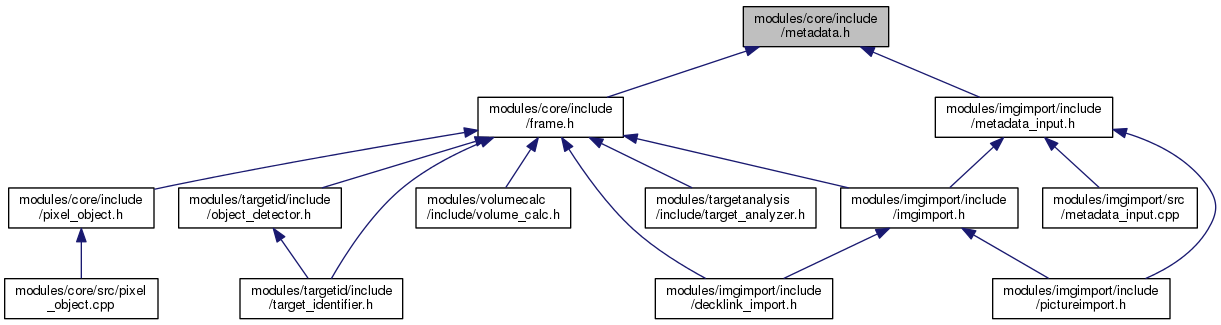 modules/core/include
/metadata.h
modules/core/include
/frame.h
modules/imgimport/include
/metadata_input.h
modules/core/include
/pixel_object.h
modules/targetid/include
/object_detector.h
modules/volumecalc
/include/volume_calc.h
modules/targetanalysis
/include/target_analyzer.h
modules/imgimport/include
/imgimport.h
modules/imgimport/src
/metadata_input.cpp
modules/core/src/pixel
_object.cpp
modules/targetid/include
/target_identifier.h
modules/imgimport/include
/decklink_import.h
modules/imgimport/include
/pictureimport.h